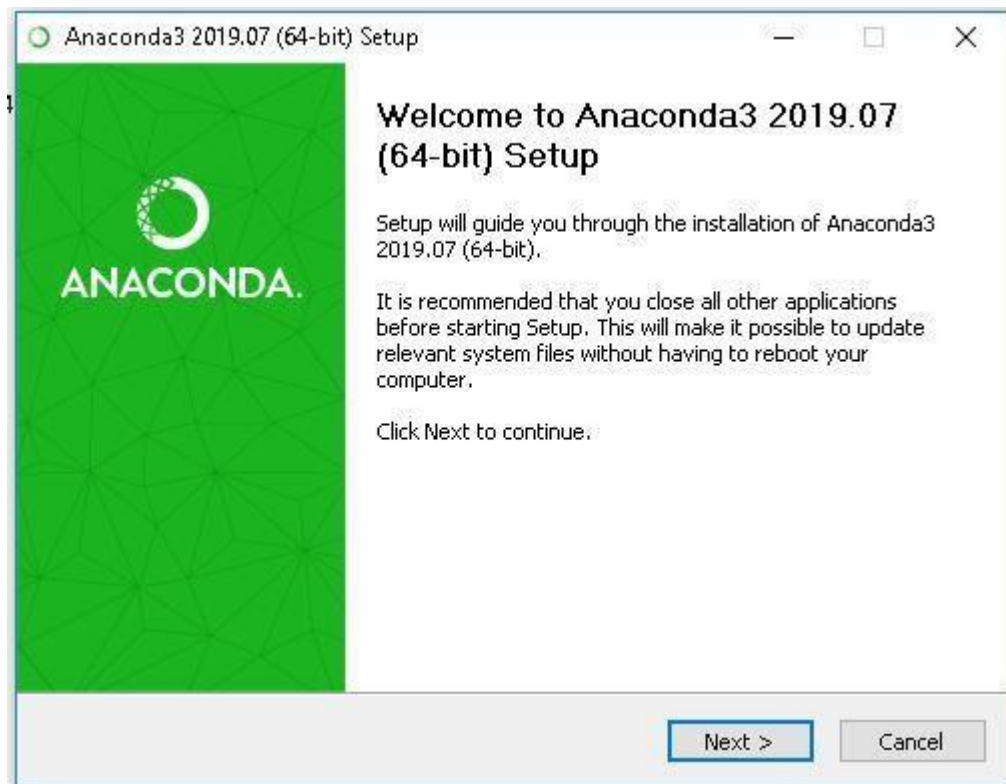 Anaconda3 2019.07 (64-bit) Setup
ANACONDA.
Welcome to Anaconda3 2019.07
(64-bit) Setup
Setup will guide you through the installation of Anaconda3
2019.07 (64-bit).
It is recommended that you close all other applications
before starting Setup. This will make it possible to update
relevant system files without having to reboot your
computer.
Click Next to continue.
Next >
Cancel